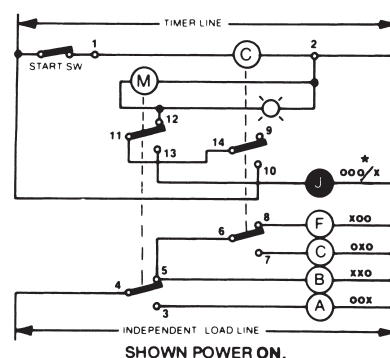 TIMER LINE
1 C 2
START SW
M
12
11 9
14
13
10
*
J ooo/x
8 F xoo
6
C oxo
7
5
4 B xxo
3 A oox
INDEPENDENT LOAD LINE
SHOWN POWER ON.